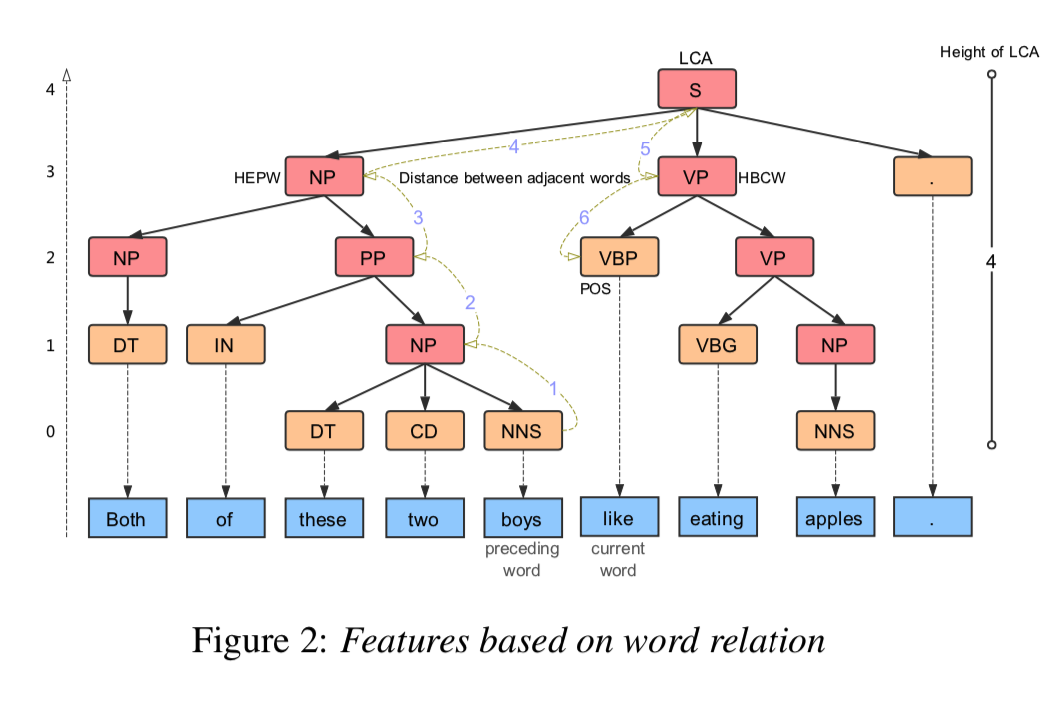 LCA
Height of LCA
4
S
4
5
3
HEPW
NP
Distance between adjacent words
VP
HBCW
.
3
6
2
NP
PP
VBP
VP
4
POS
2
1
DT
IN
NP
VBG
NP
1
0
DT
CD
NNS
NNS
Both
of
these
two
boys
like
eating
apples
.
preceding
word
current
word
Figure 2: Features based on word relation